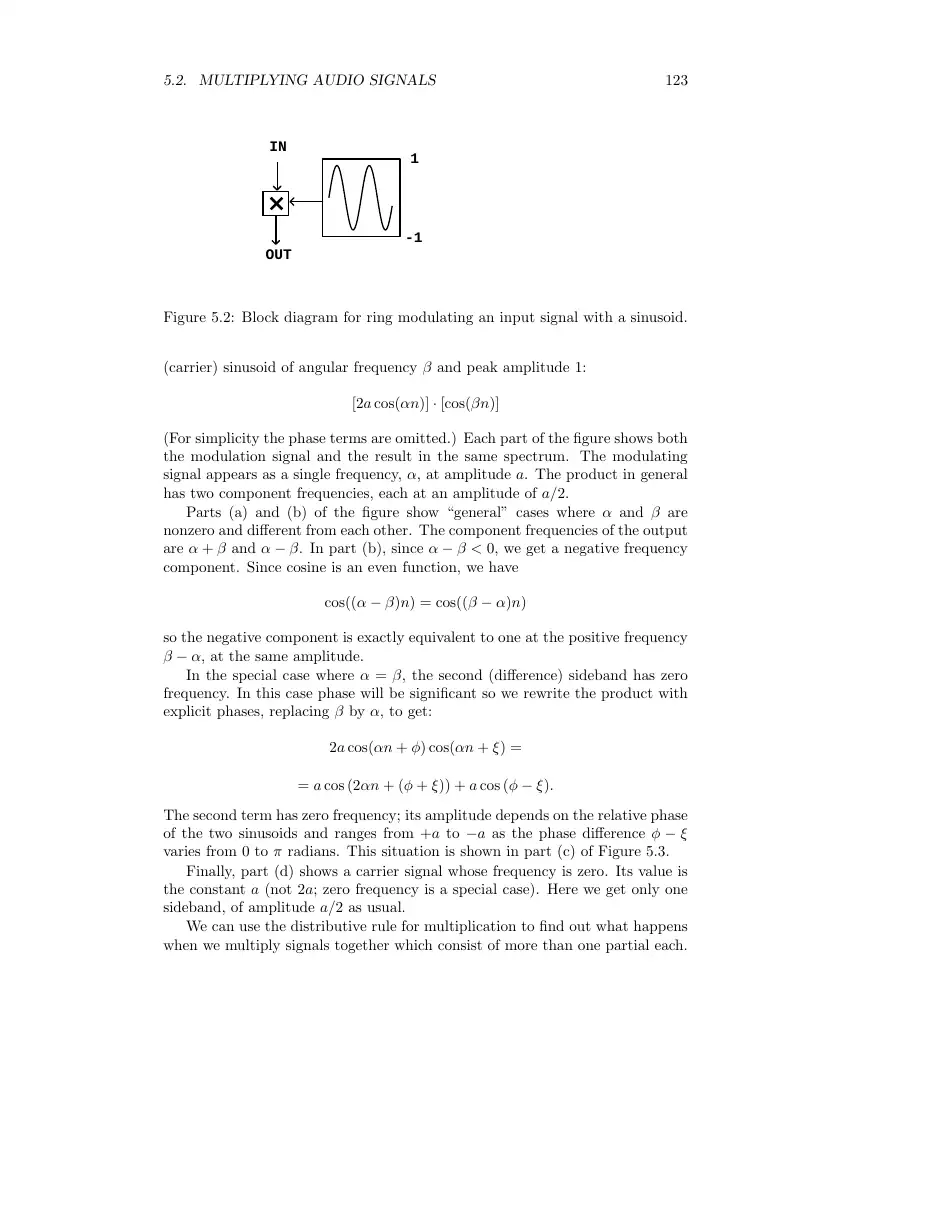 5.2. MULTIPLYING AUDIO SIGNALS 123
IN
1
×
-1
OUT
Figure 5.2: Block diagram for ring modulating an input signal with a sinusoid.
(carrier) sinusoid of angular frequency β and peak amplitude 1:
[2a cos(αn)] · [cos(βn)]
(For simplicity the phase terms are omitted.) Each part of the figure shows both
the modulation signal and the result in the same spectrum. The modulating
signal appears as a single frequency, α, at amplitude a. The product in general
has two component frequencies, each at an amplitude of a/2.
Parts (a) and (b) of the figure show “general” cases where α and β are
nonzero and different from each other. The component frequencies of the output
are α + β and α − β. In part (b), since α − β < 0, we get a negative frequency
component. Since cosine is an even function, we have
cos((α − β)n) = cos((β − α)n)
so the negative component is exactly equivalent to one at the positive frequency
β − α, at the same amplitude.
In the special case where α = β, the second (difference) sideband has zero
frequency. In this case phase will be significant so we rewrite the product with
explicit phases, replacing β by α, to get:
2a cos(αn + ϕ) cos(αn + ξ) =
= a cos (2αn + (ϕ + ξ)) + a cos (ϕ − ξ).
The second term has zero frequency; its amplitude depends on the relative phase
of the two sinusoids and ranges from +a to −a as the phase difference ϕ − ξ
varies from 0 to π radians. This situation is shown in part (c) of Figure 5.3.
Finally, part (d) shows a carrier signal whose frequency is zero. Its value is
the constant a (not 2a; zero frequency is a special case). Here we get only one
sideband, of amplitude a/2 as usual.
We can use the distributive rule for multiplication to find out what happens
when we multiply signals together which consist of more than one partial each.